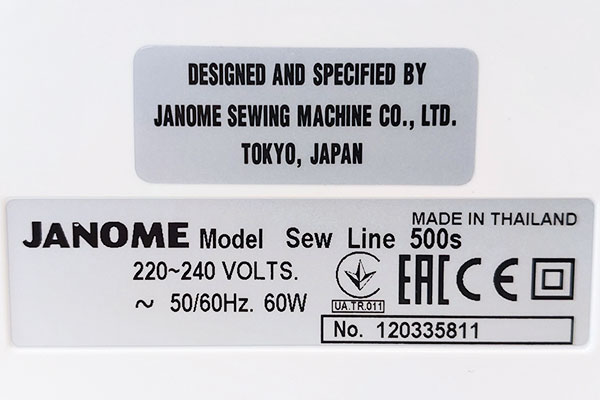 DESIGNED AND SPECIFIED BY
JANOME SEWING MACHINE CO., LTD.
TOKYO, JAPAN
MADE IN THAILAND
JANOME Model Sew Line 500s
220~240 VOLTS.
~ 50/60Hz. 60W
UA.TR.011
EAC CE
No. 120335811